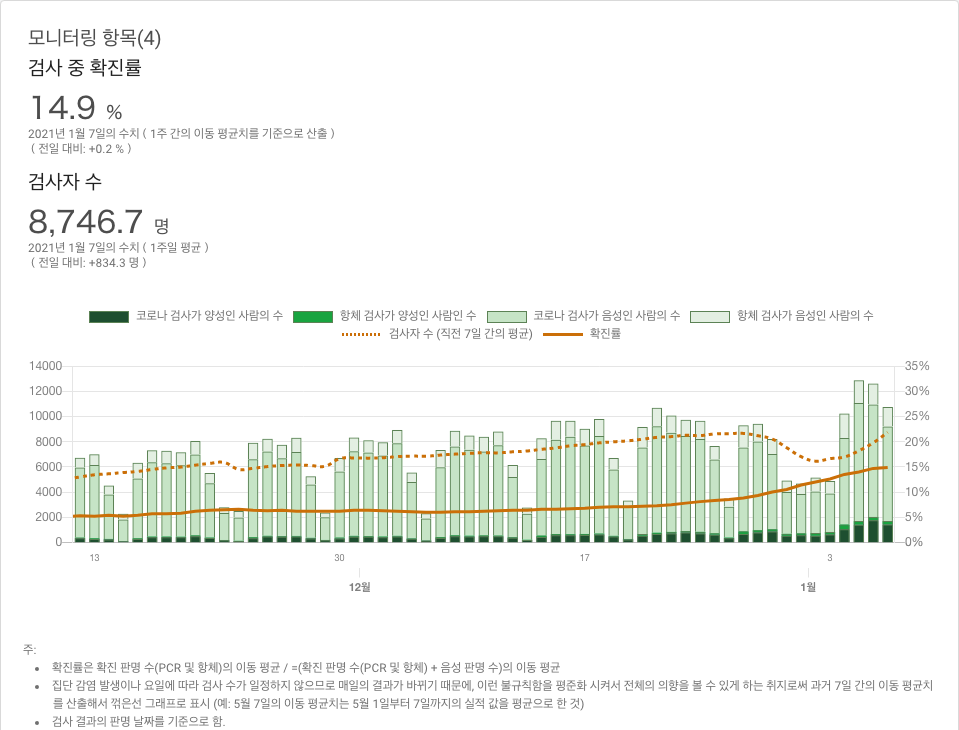 모니터링 항목(4)
검사 중 확진률
14.9 %
2021년 1월 7일의 수치 ( 1주 간의 이동 평균치를 기준으로 산출 )
( 전일 대비: +0.2 % )
검사자 수
8,746.7 명
2021년 1월 7일의 수치 ( 1주일 평균 )
( 전일 대비: +834.3 명 )
코로나 검사가 양성인 사람의 수 항체 검사가 양성인 사람인 수 코로나 검사가 음성인 사람의 수 항체 검사가 음성인 사람의 수
검사자 수 (직전 7일 간의 평균) 확진률
14000 35%
12000 30%
10000 25%
8000 20%
6000 15%
4000 10%
2000 5%
0 0%
13 30 17 3
12월 1월
주:
확진률은 확진 판명 수(PCR 및 항체)의 이동 평균 / =(확진 판명 수(PCR 및 항체) + 음성 판명 수)의 이동 평균
집단 감염 발생이나 요일에 따라 검사 수가 일정하지 않으므로 매일의 결과가 바뀌기 때문에, 이런 불규칙함을 평준화 시켜서 전체의 의향을 볼 수 있게 하는 취지로써 과거 7일 간의 이동 평균치
를 산출해서 꺾은선 그래프로 표시 (예: 5월 7일의 이동 평균치는 5월 1일부터 7일까지의 실적 값을 평균으로 한 것)
검사 결과의 판명 날짜를 기준으로 함.